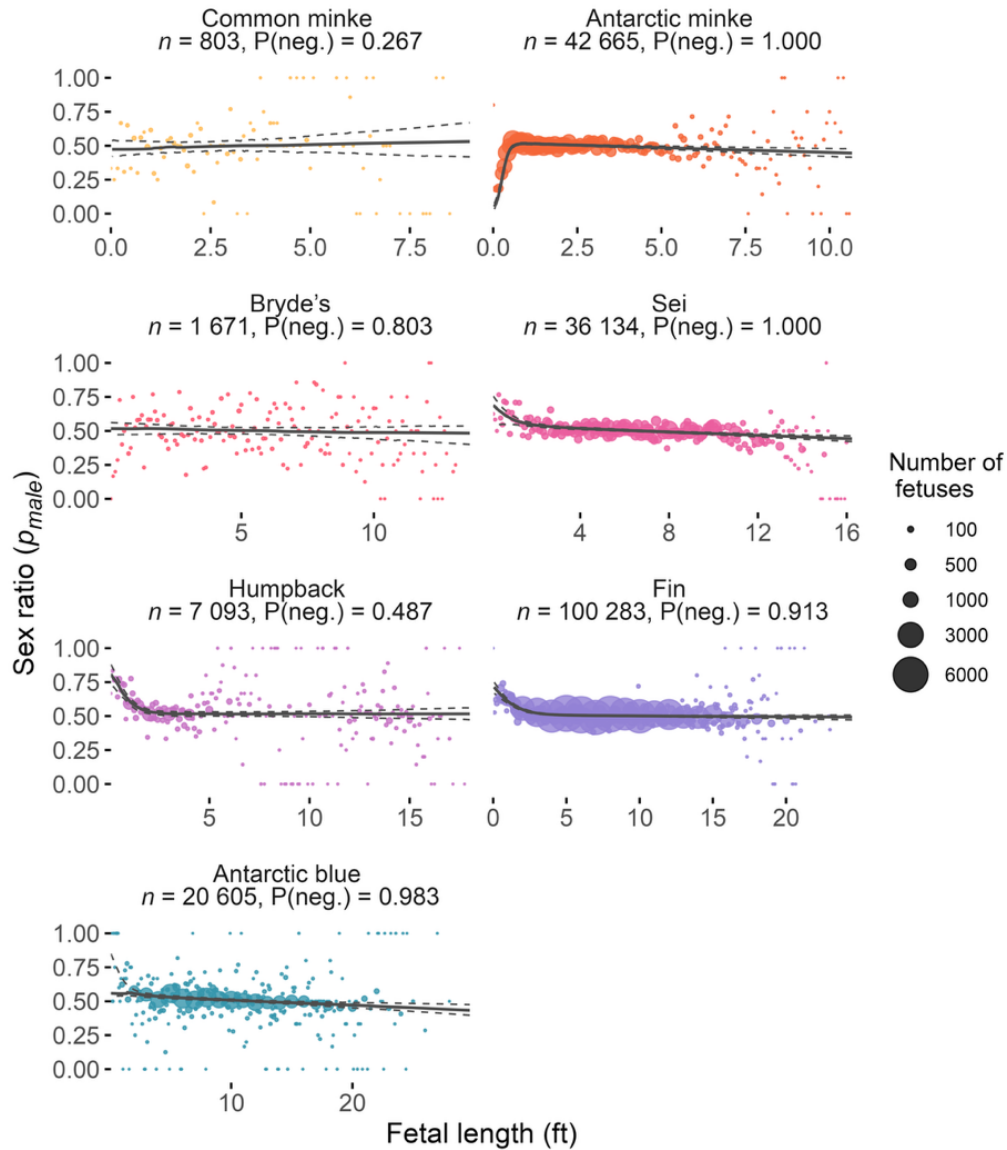 Common minke
n = 803, P(neg.) = 0.267
Antarctic minke
n = 42 665, P(neg.) = 1.000
1.00
0.75
0.50
0.25
0.00
0.0 2.5 5.0 7.5
0.0 2.5 5.0 7.5 10.0
Bryde’s
n = 1 671, P(neg.) = 0.803
Sei
n = 36 134, P(neg.) = 1.000
1.00
0.75
0.50
0.25
0.00
5 10
4 8 12 16
Humpback
n = 7 093, P(neg.) = 0.487
Fin
n = 100 283, P(neg.) = 0.913
1.00
0.75
0.50
0.25
0.00
5 10 15
0 5 10 15 20
Antarctic blue
n = 20 605, P(neg.) = 0.983
1.00
0.75
0.50
0.25
0.00
10 20
Sex ratio (p_male)
Fetal length (ft)
Number of
fetuses
100
500
1000
3000
6000